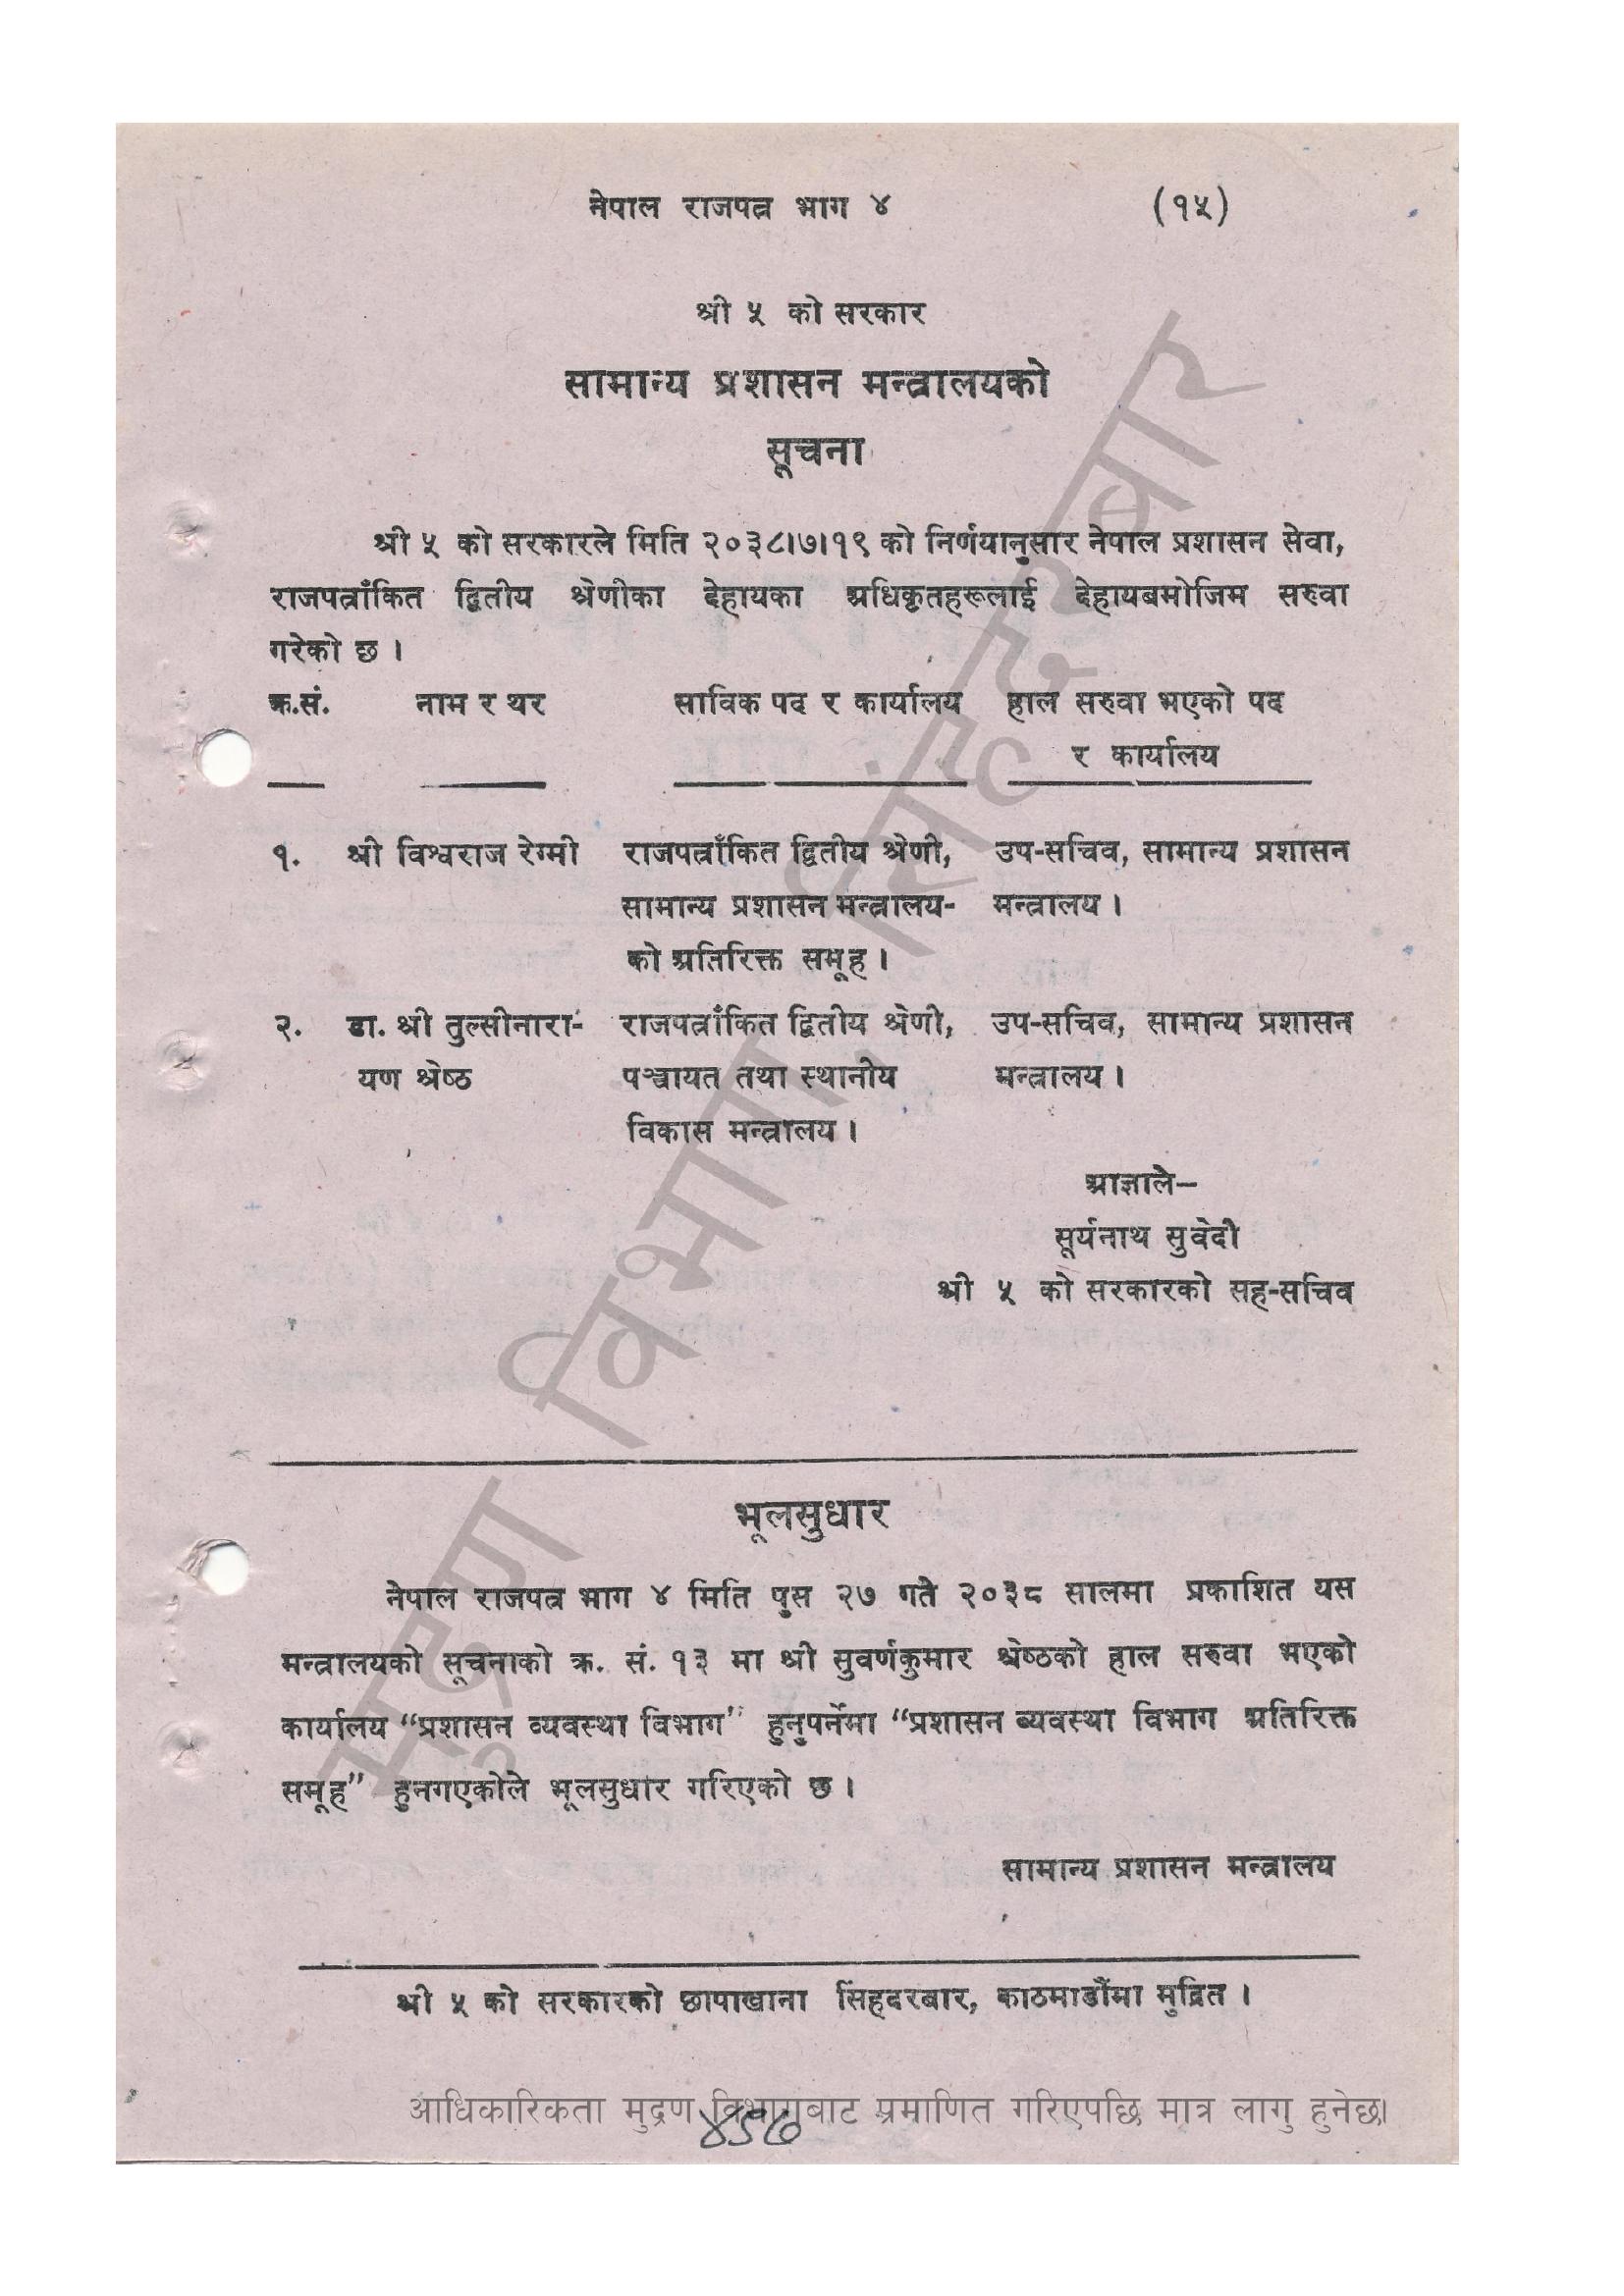 नेपाल राजपत्र भाग ४ (१५)
श्री ५ को सरकार
सामान्य प्रशासन मन्त्रालयको
सूचना
श्री ५ को सरकारले मिति २०३८।७।१९ को निर्णयानुसार नेपाल प्रशासन सेवा,
राजपत्राँकित द्वितीय श्रेणीका देहायका अधिकृतहरूलाई देहायबमोजिम सरुवा
गरेको छ ।
क्र.सं. नाम र थर साविक पद र कार्यालय हाल सरुवा भएको पद
र कार्यालय
१. श्री विश्वराज रेग्मी राजपत्राँकित द्वितीय श्रेणी, उप-सचिव, सामान्य प्रशासन
सामान्य प्रशासन मन्त्रालय- मन्त्रालय ।
को अतिरिक्त समूह ।
२. डा. श्री तुल्सीनारा- राजपत्राँकित द्वितीय श्रेणी, उप-सचिव, सामान्य प्रशासन
यण श्रेष्ठ पञ्चायत तथा स्थानीय मन्त्रालय ।
विकास मन्त्रालय ।
आज्ञाले–
सूर्यनाथ सुवेदी
श्री ५ को सरकारको सह-सचिव
भूलसुधार
नेपाल राजपत्र भाग ४ मिति पुस २७ गते २०३८ सालमा प्रकाशित यस
मन्त्रालयको सूचनाको क्र. सं. १३ मा श्री सुवर्णकुमार श्रेष्ठको हाल सरुवा भएको
कार्यालय “प्रशासन व्यवस्था विभाग” हुनुपर्नेमा “प्रशासन व्यवस्था विभाग अतिरिक्त
समूह” हुनगएकोले भूलसुधार गरिएको छ ।
सामान्य प्रशासन मन्त्रालय
श्री ५ को सरकारको छापाखाना सिंहदरबार, काठमाडौंमा मुद्रित ।
आधिकारिकता मुद्रण विभागबाट प्रमाणित गरिएपछि मात्र लागु हुनेछ।
मुद्रण विभाग, सिंहदरबार